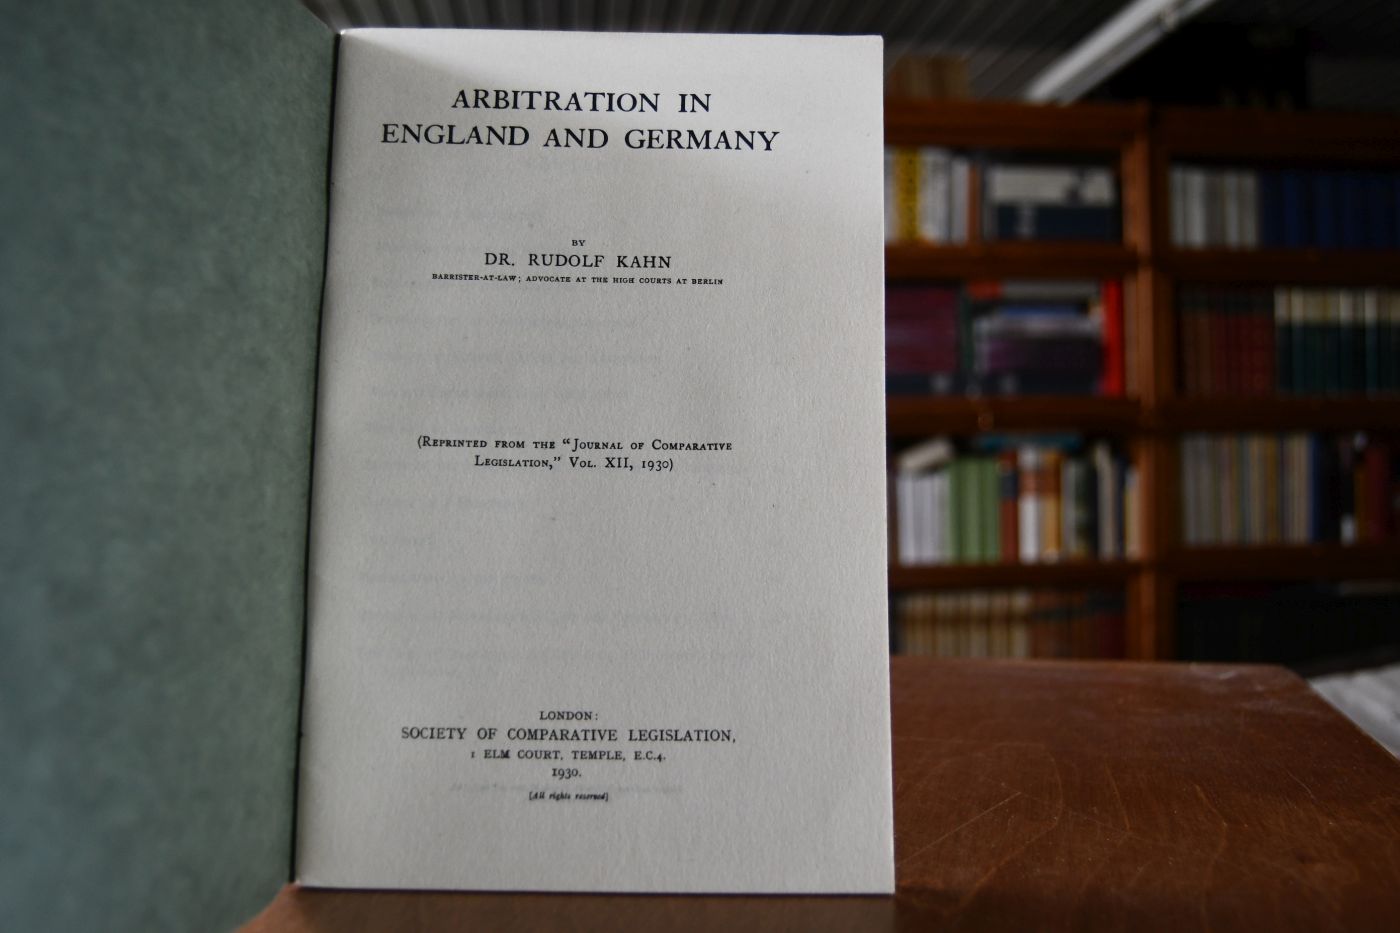 ARBITRATION IN
ENGLAND AND GERMANY
BY
DR. RUDOLF KAHN
BARRISTER-AT-LAW; ADVOCATE AT THE HIGH COURTS AT BERLIN
(REPRINTED FROM THE "JOURNAL OF COMPARATIVE
LEGISLATION," VOL. XII, 1930)
LONDON:
SOCIETY OF COMPARATIVE LEGISLATION,
1 ELM COURT, TEMPLE, E.C.4.
1930.
[All rights reserved]